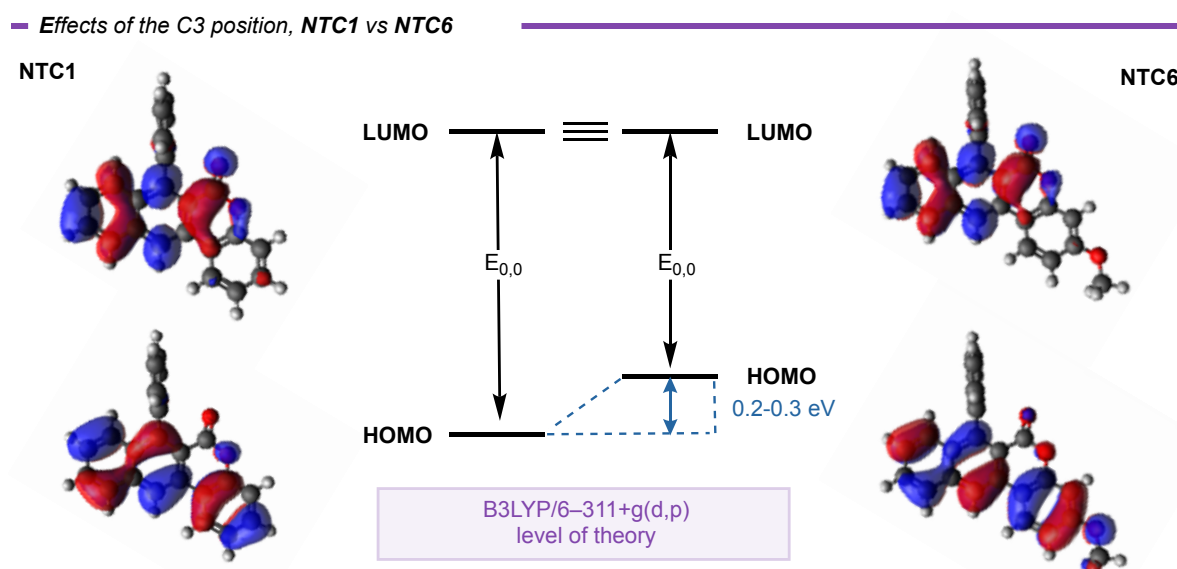 Effects of the C3 position, NTC1 vs NTC6
NTC1
NTC6
LUMO
LUMO
E0,0
E0,0
HOMO
0.2-0.3 eV
HOMO
B3LYP/6–311+g(d,p)
level of theory